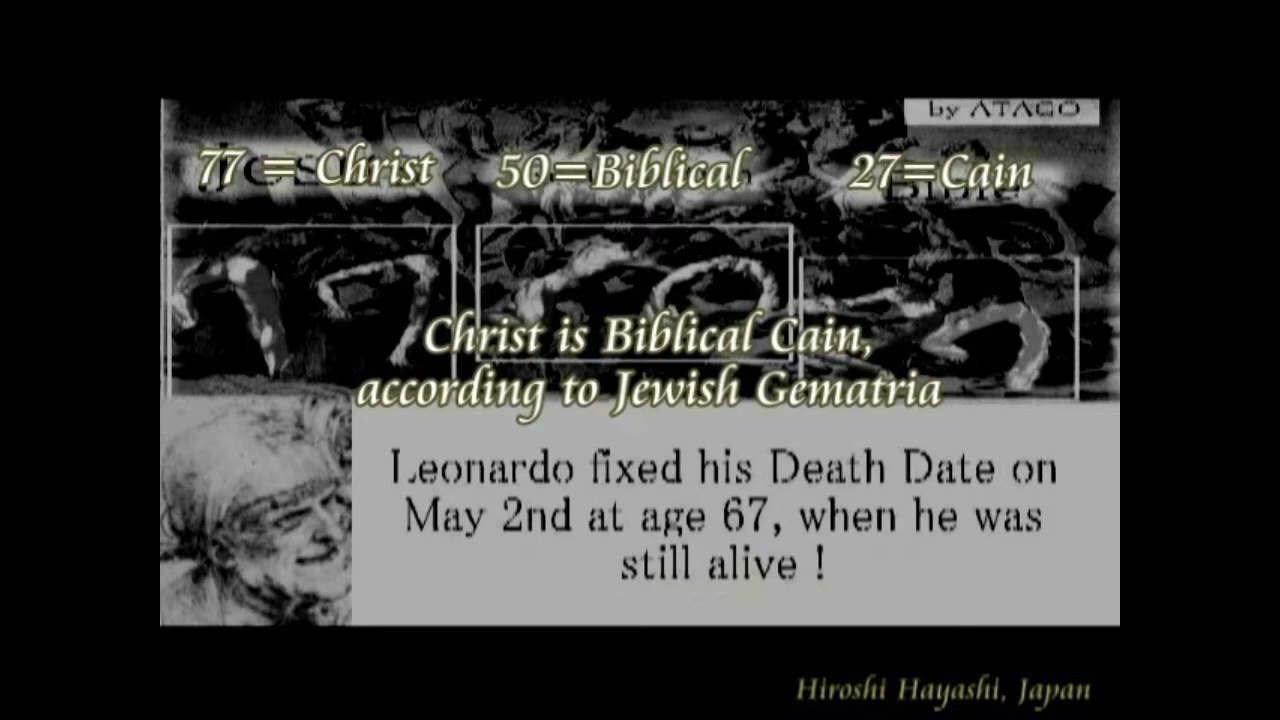 by ATAGO
77 = Christ 50=Biblical 27=Cain
Christ is Biblical Cain,
according to Jewish Gematria
Leonardo fixed his Death Date on
May 2nd at age 67, when he was
still alive !
Hiroshi Hayashi, Japan